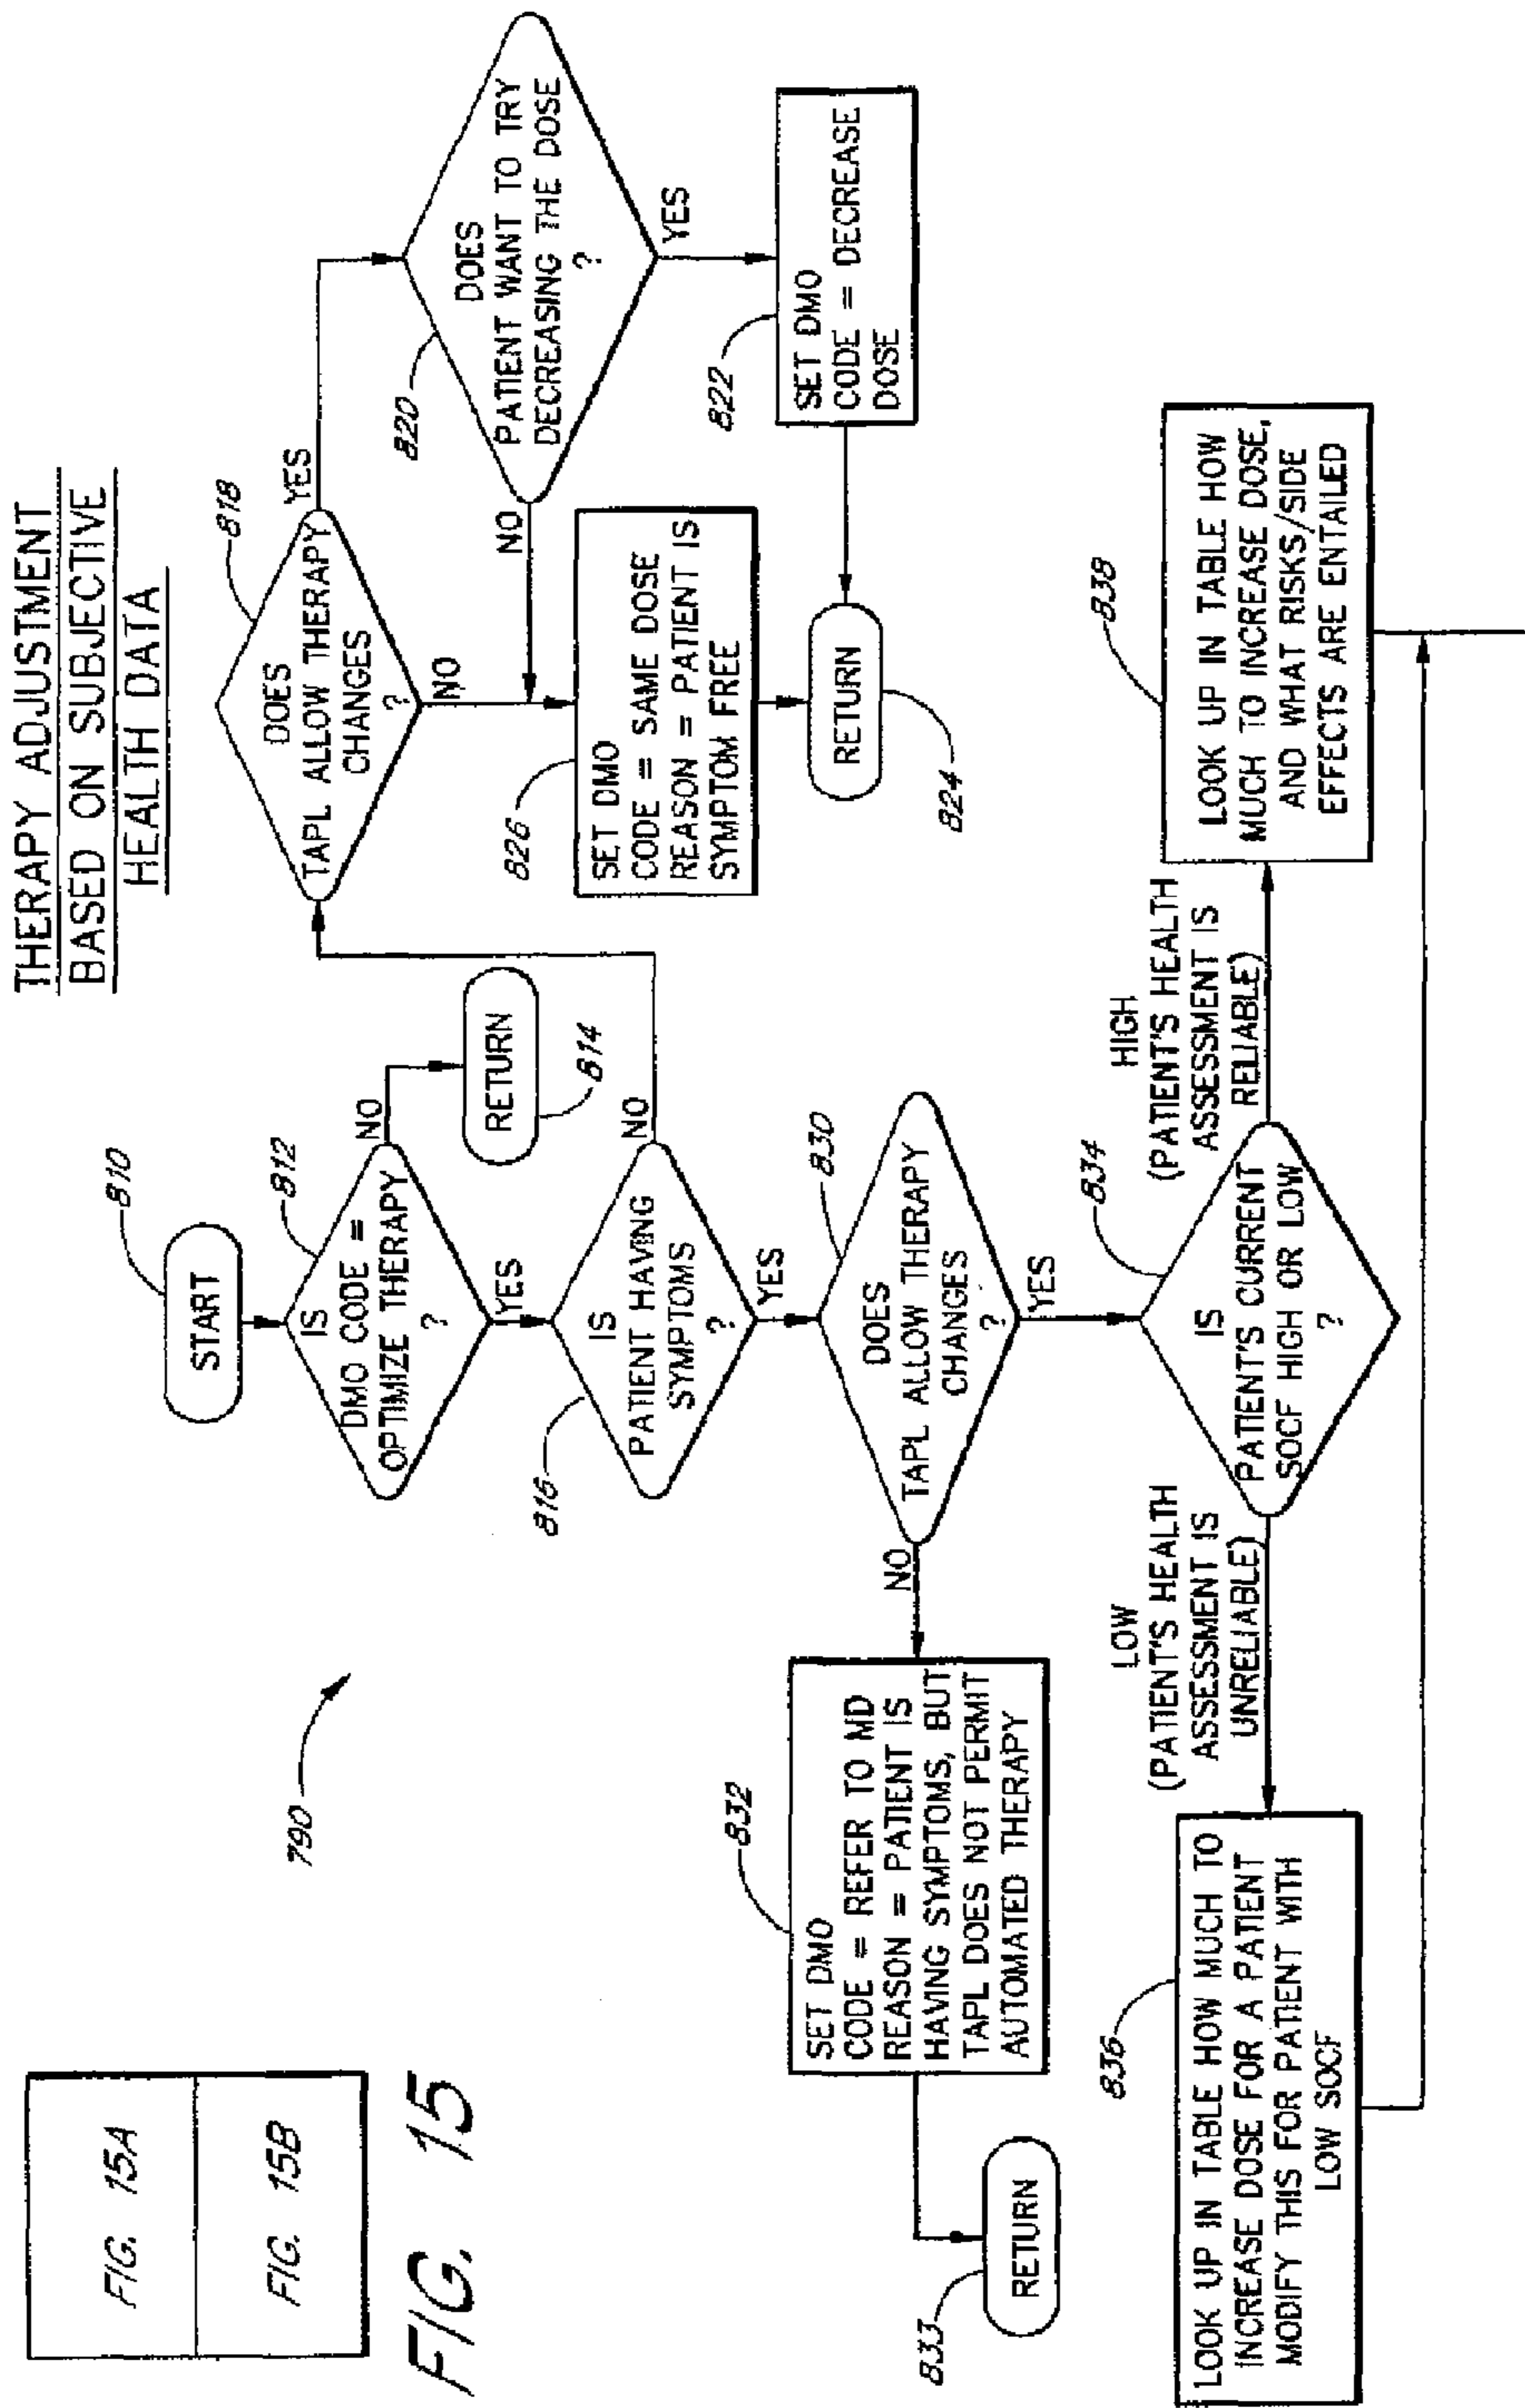 THERAPY ADJUSTMENT
BASED ON SUBJECTIVE
HEALTH DATA
FIG. 15A
FIG. 15B
FIG. 15
790
810
START
812
IS
DMO CODE =
OPTIMIZE THERAPY
?
NO
RETURN
814
YES
816
IS
PATIENT HAVING
SYMPTOMS
?
NO
818
DOES
TAPL ALLOW THERAPY
CHANGES
?
YES
NO
820
DOES
PATIENT WANT TO TRY
DECREASING THE DOSE
?
NO
YES
822
SET DMO
CODE = DECREASE
DOSE
826
SET DMO
CODE = SAME DOSE
REASON = PATIENT IS
SYMPTOM FREE
RETURN
824
YES
830
DOES
TAPL ALLOW THERAPY
CHANGES
?
NO
832
SET DMO
CODE = REFER TO MD
REASON = PATIENT IS
HAVING SYMPTOMS, BUT
TAPL DOES NOT PERMIT
AUTOMATED THERAPY
833
RETURN
YES
834
IS
PATIENT'S CURRENT
SOCF HIGH OR LOW
?
LOW
(PATIENT'S HEALTH
ASSESSMENT IS
UNRELIABLE)
HIGH
(PATIENT'S HEALTH
ASSESSMENT IS
RELIABLE)
836
LOOK UP IN TABLE HOW MUCH TO
INCREASE DOSE FOR A PATIENT
MODIFY THIS FOR PATIENT WITH
LOW SOCF
838
LOOK UP IN TABLE HOW
MUCH TO INCREASE DOSE,
AND WHAT RISKS/SIDE
EFFECTS ARE ENTAILED